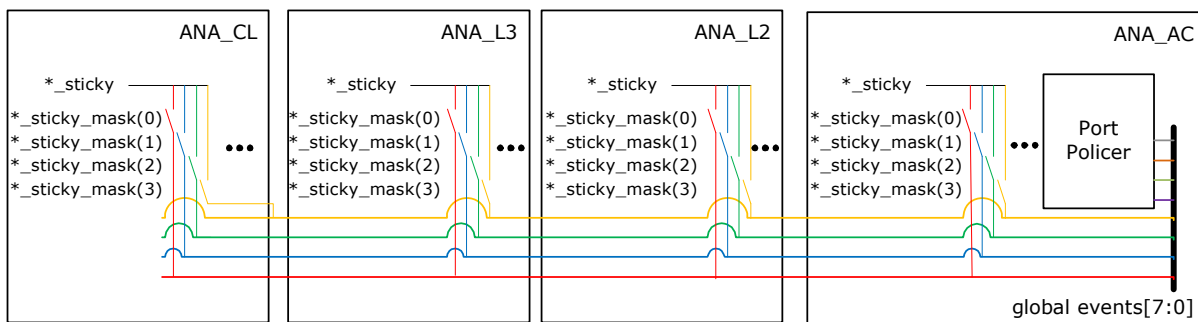 ANA_CL
*_sticky
*_sticky_mask(0)
*_sticky_mask(1)
*_sticky_mask(2)
*_sticky_mask(3)
ANA_L3
*_sticky
*_sticky_mask(0)
*_sticky_mask(1)
*_sticky_mask(2)
*_sticky_mask(3)
ANA_L2
*_sticky
*_sticky_mask(0)
*_sticky_mask(1)
*_sticky_mask(2)
*_sticky_mask(3)
ANA_AC
*_sticky
*_sticky_mask(0)
*_sticky_mask(1)
*_sticky_mask(2)
*_sticky_mask(3)
Port
Policer
global events[7:0]